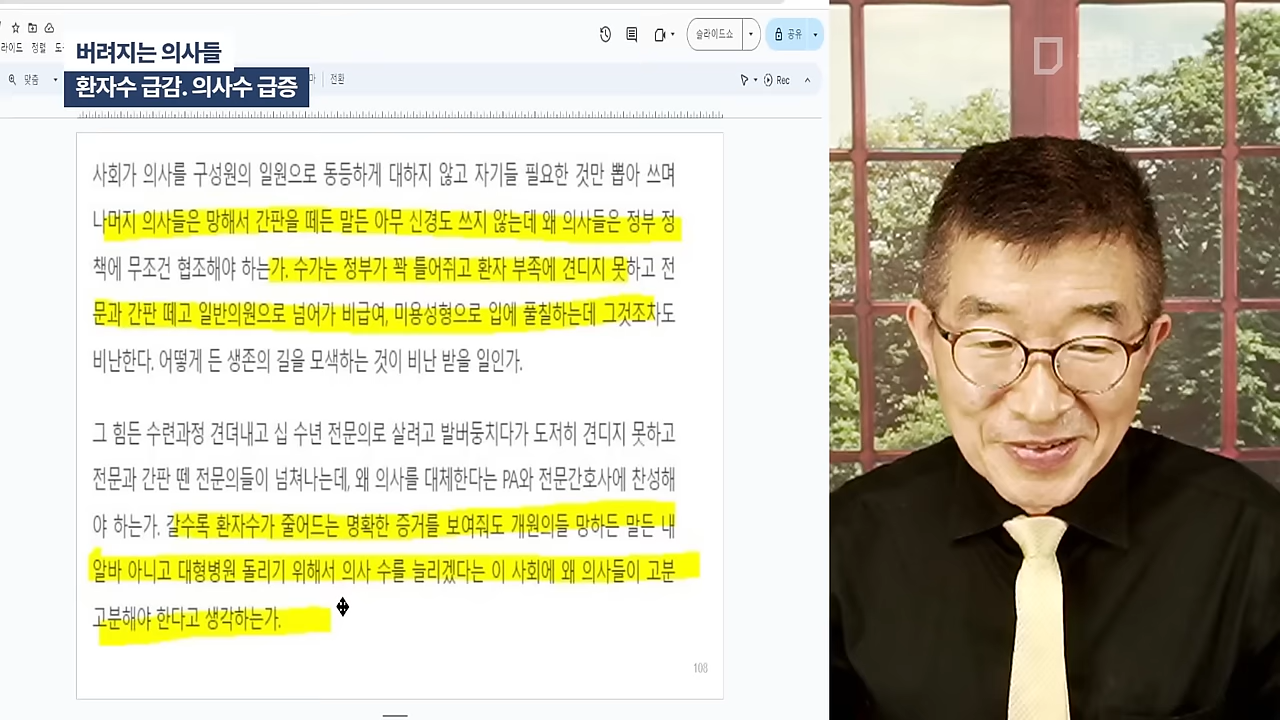 버려지는 의사들
환자수 급감. 의사수 급증
라이드 정렬
슬라이드쇼
공유
맞춤
전환
Rec
사회가 의사를 구성원의 일원으로 동등하게 대하지 않고 자기들 필요한 것만 뽑아 쓰며
나머지 의사들은 망해서 간판을 떼든 말든 아무 신경도 쓰지 않는데 왜 의사들은 정부 정
책에 무조건 협조해야 하는가. 수가는 정부가 꽉 틀어쥐고 환자 부족에 견디지 못하고 전
문과 간판 떼고 일반의원으로 넘어가 비급여, 미용성형으로 입에 풀칠하는데 그것조차도
비난한다. 어떻게 든 생존의 길을 모색하는 것이 비난 받을 일인가.
그 힘든 수련과정 견뎌내고 십 수년 전문의로 살려고 발버둥치다가 도저히 견디지 못하고
전문과 간판 뗀 전문의들이 넘쳐나는데, 왜 의사를 대체한다는 PA와 전문간호사에 찬성해
야 하는가. 갈수록 환자수가 줄어드는 명확한 증거를 보여줘도 개원의들 망하든 말든 내
알바 아니고 대형병원 돌리기 위해서 의사 수를 늘리겠다는 이 사회에 왜 의사들이 고분
고분해야 한다고 생각하는가.
108